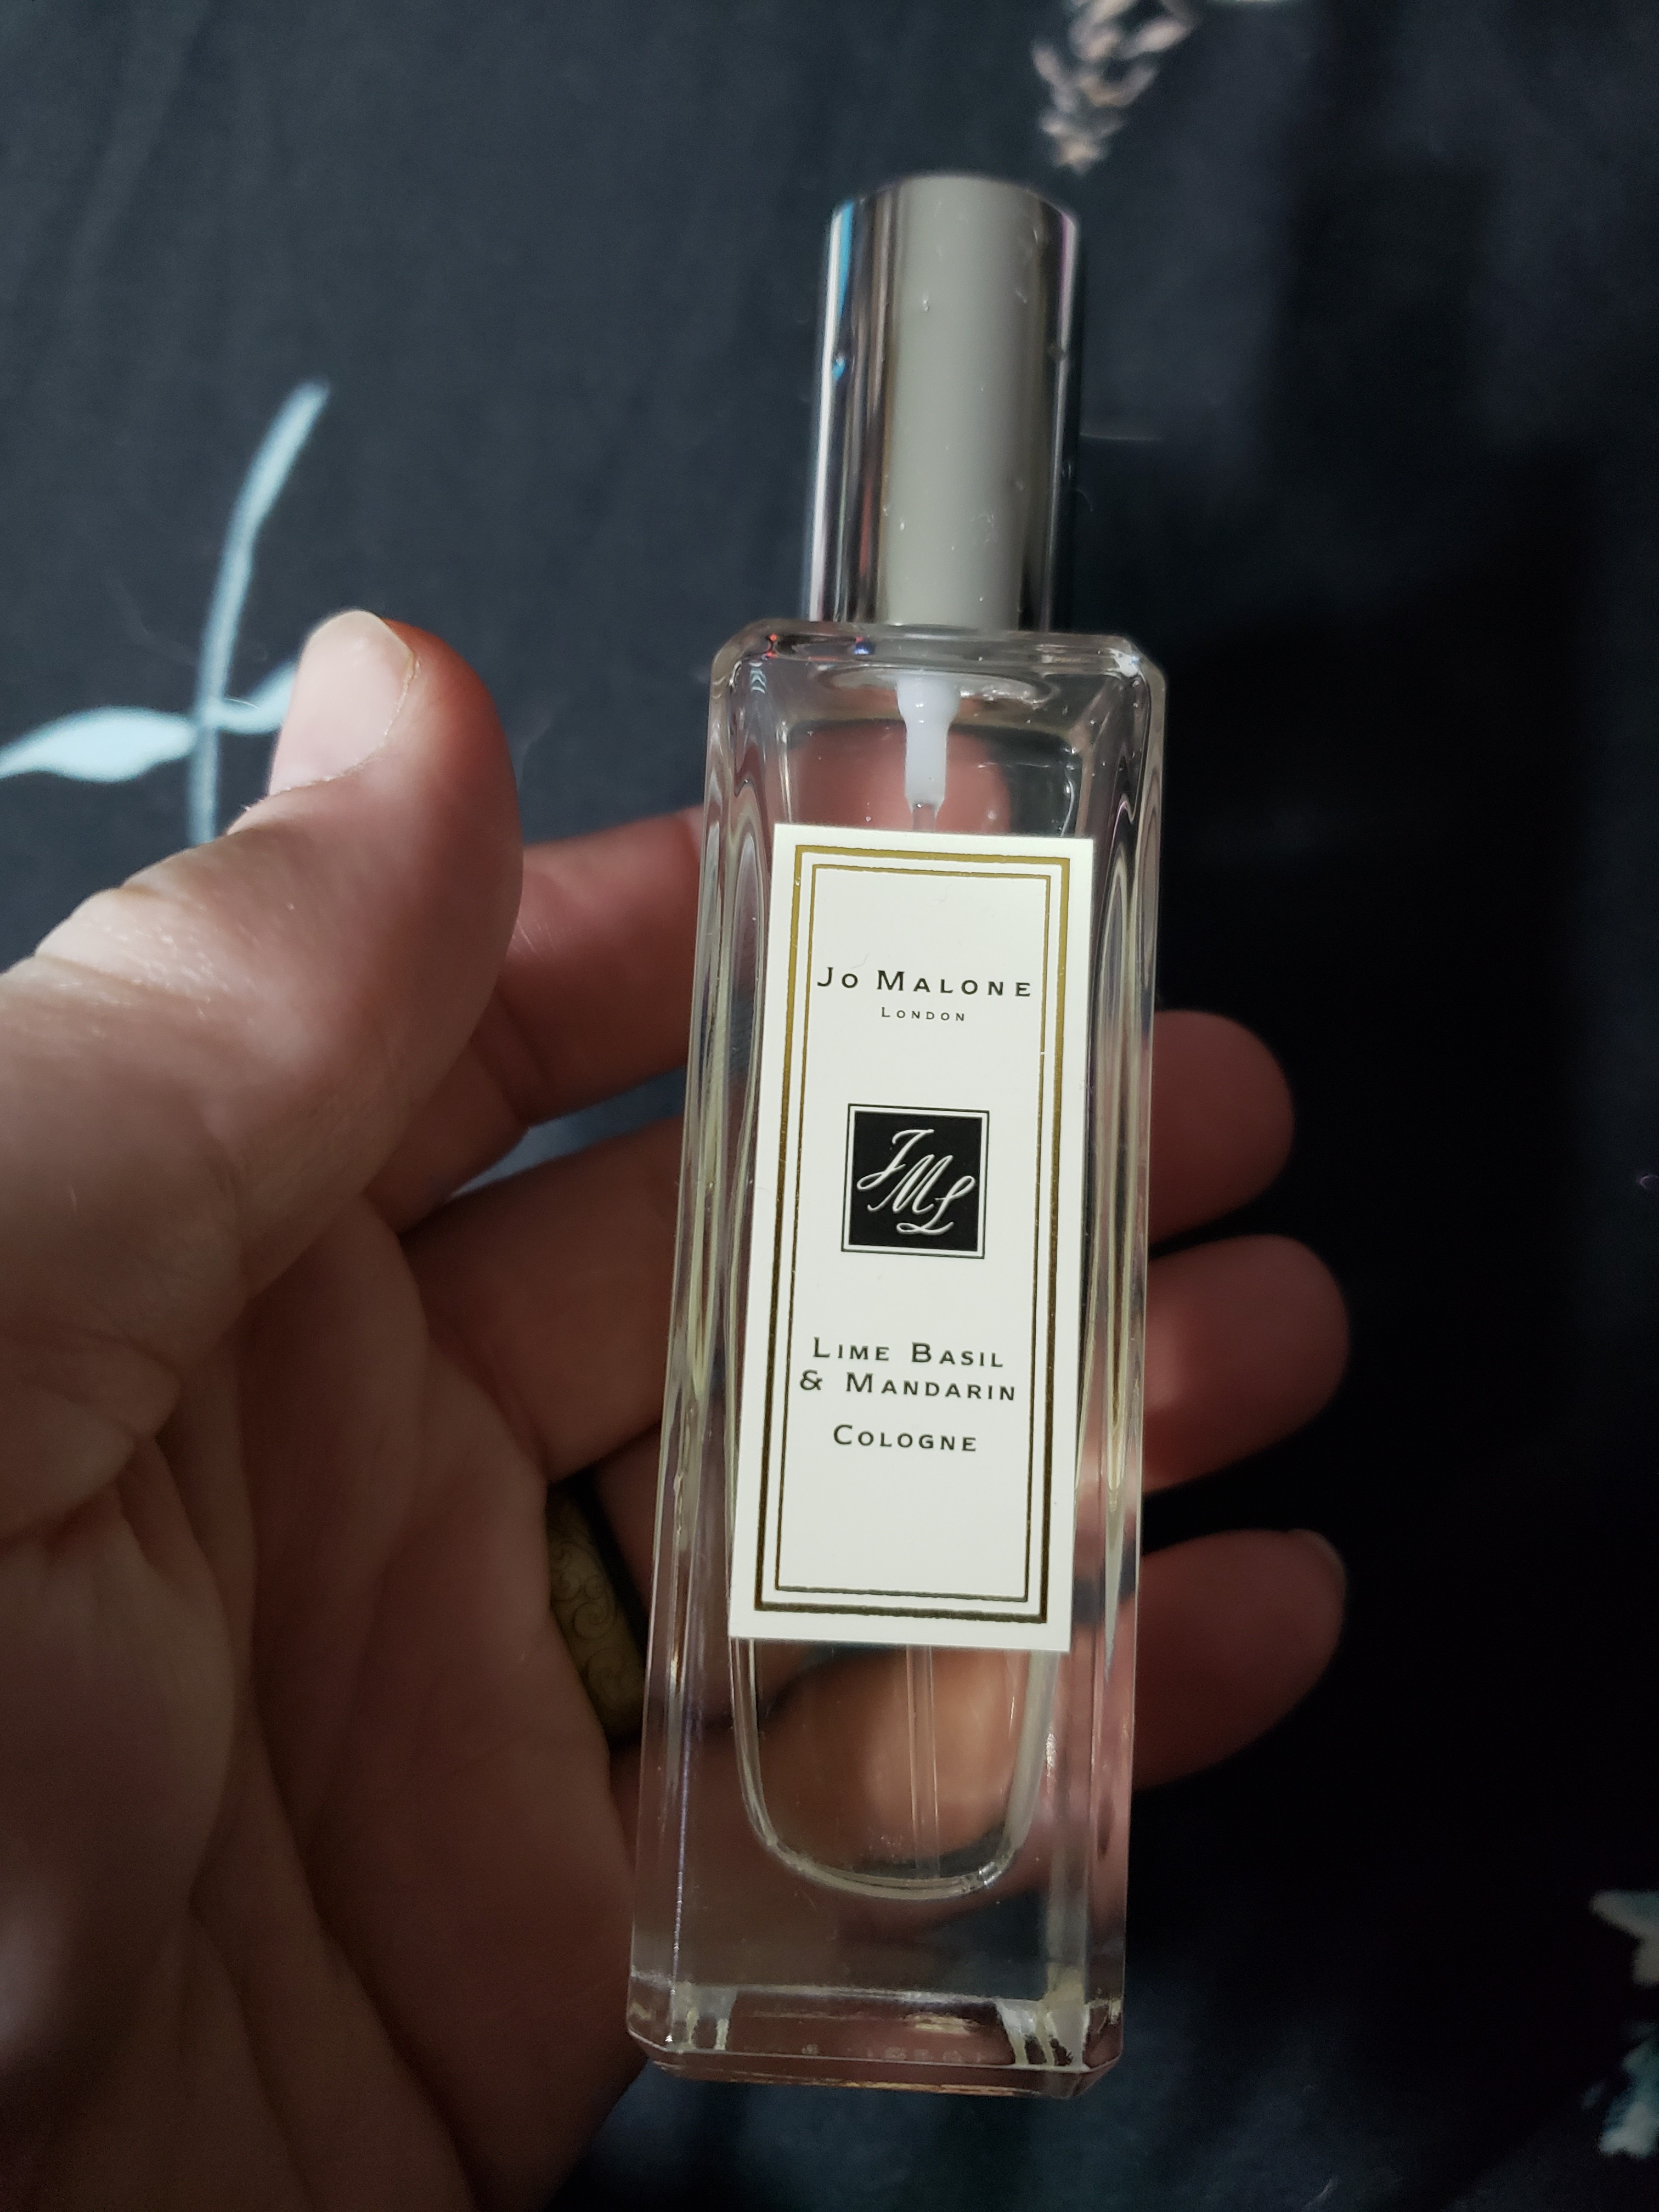 Jo Malone
London
JML
Lime Basil
& Mandarin
Cologne